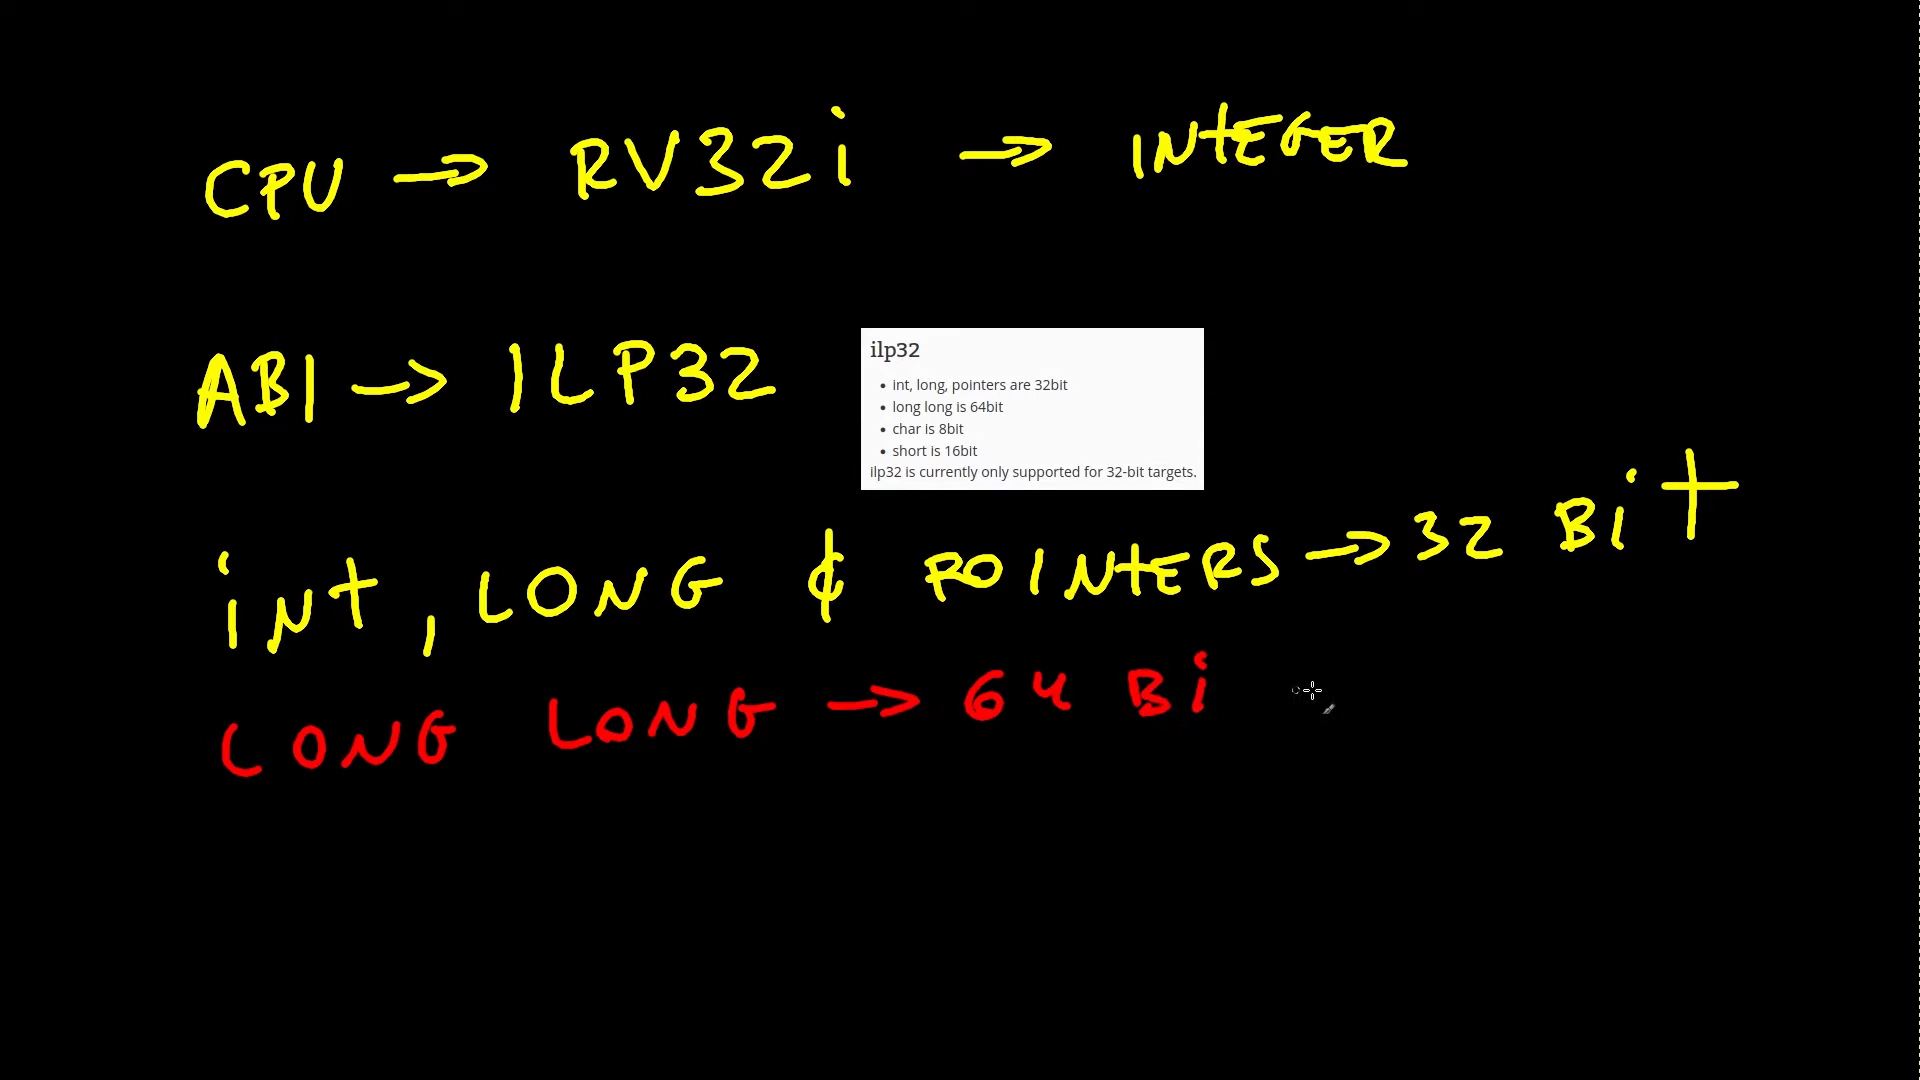 CPU → RV32i → INTEGER
ABI → ILP32
ilp32
• int, long, pointers are 32bit
• long long is 64bit
• char is 8bit
• short is 16bit
ilp32 is currently only supported for 32-bit targets.
int, LONG & POINTERS → 32 Bit
LONG LONG → 64 Bi